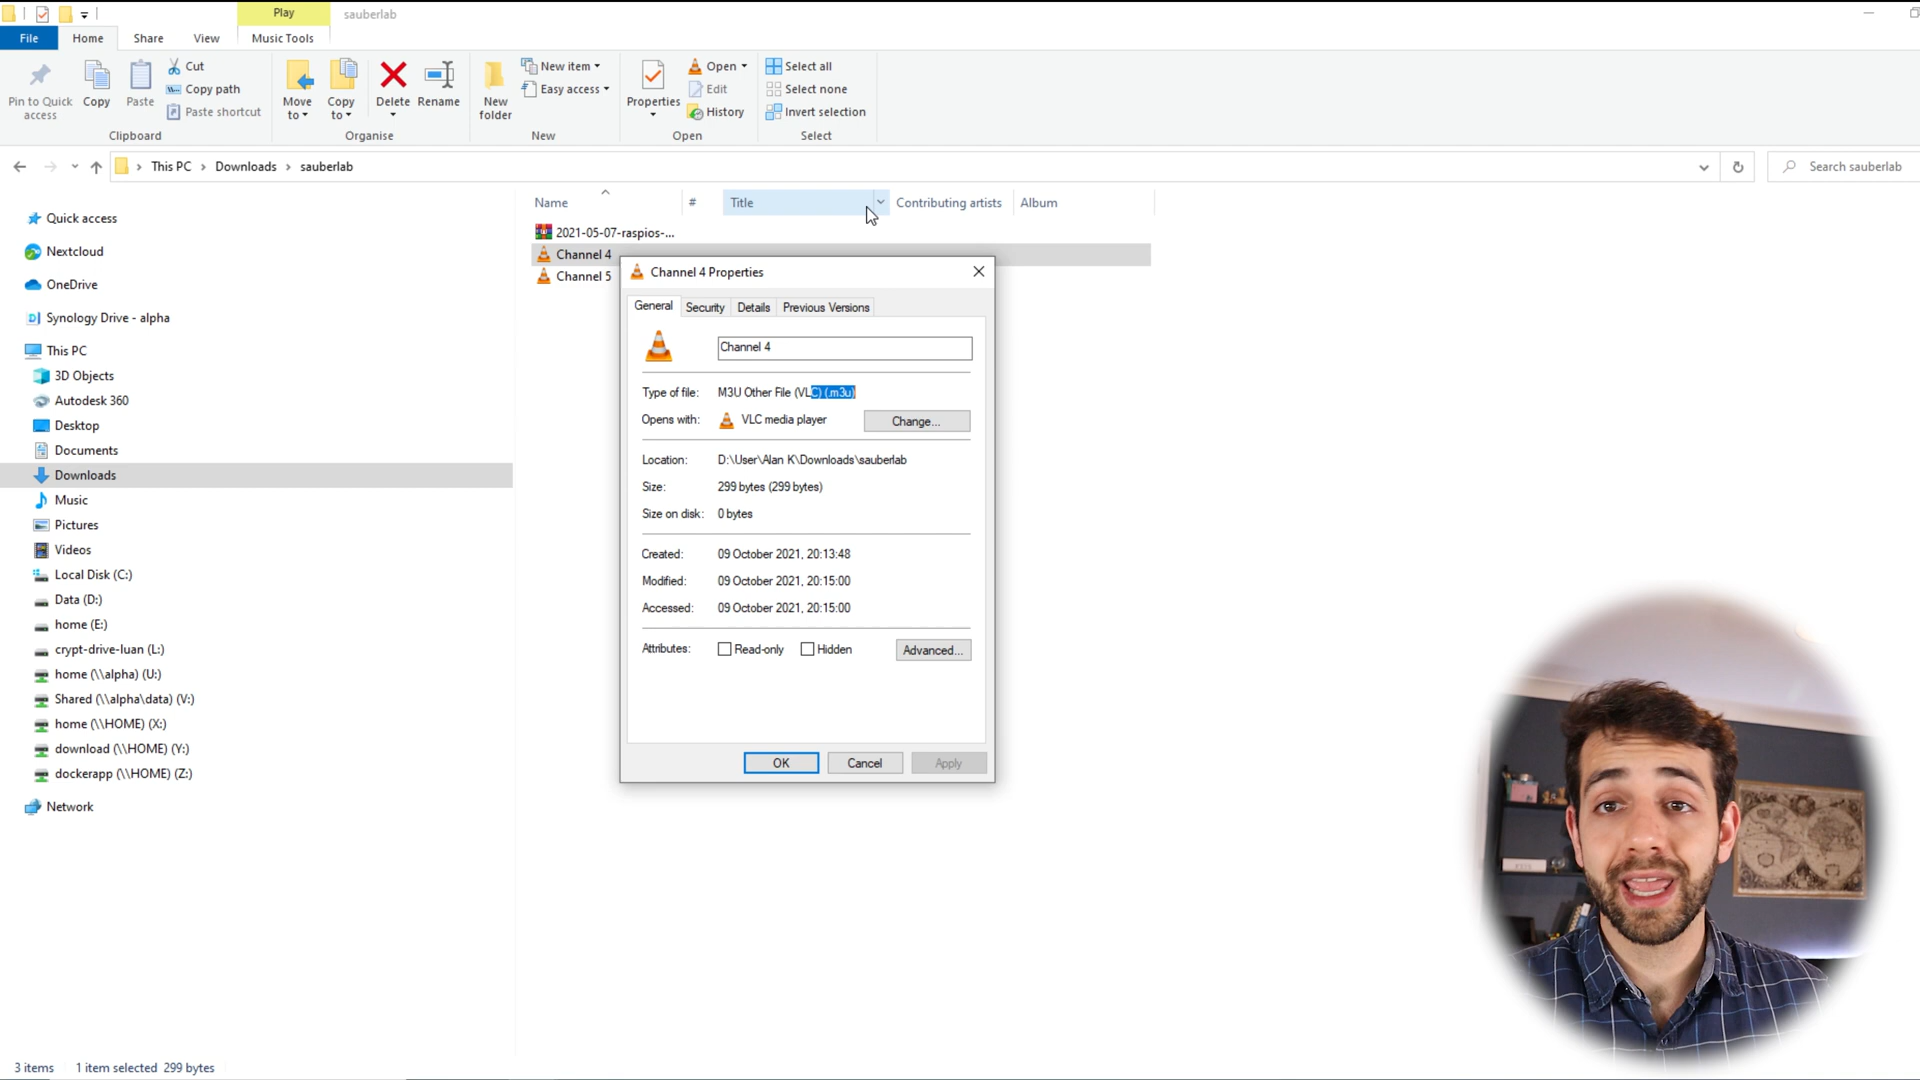 Play
sauberlab
File
Home
Share
View
Music Tools
Pin to Quick access
Copy
Paste
Cut
Copy path
Paste shortcut
Clipboard
Move to
Copy to
Delete
Rename
Organise
New folder
New item
Easy access
New
Properties
Open
Edit
History
Open
Select all
Select none
Invert selection
Select
This PC > Downloads > sauberlab
Search sauberlab
Quick access
Nextcloud
OneDrive
Synology Drive - alpha
This PC
3D Objects
Autodesk 360
Desktop
Documents
Downloads
Music
Pictures
Videos
Local Disk (C:)
Data (D:)
home (E:)
crypt-drive-luan (L:)
home (\\alpha) (U:)
Shared (\\alpha\data) (V:)
home (\\HOME) (X:)
download (\\HOME) (Y:)
dockerapp (\\HOME) (Z:)
Network
Name
#
Title
Contributing artists
Album
2021-05-07-raspios-...
Channel 4
Channel 5
Channel 4 Properties
General
Security
Details
Previous Versions
Channel 4
Type of file: M3U Other File (VLC) (.m3u)
Opens with: VLC media player Change...
Location: D:\User\Alan K\Downloads\sauberlab
Size: 299 bytes (299 bytes)
Size on disk: 0 bytes
Created: 09 October 2021, 20:13:48
Modified: 09 October 2021, 20:15:00
Accessed: 09 October 2021, 20:15:00
Attributes: Read-only Hidden Advanced...
OK
Cancel
Apply
3 items 1 item selected 299 bytes